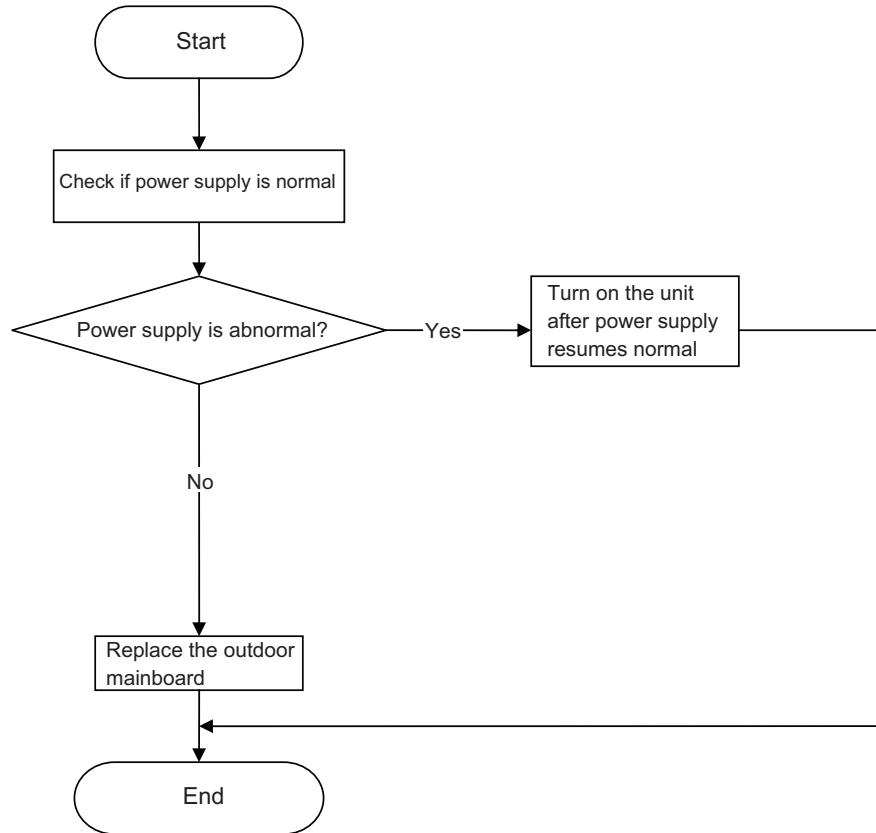 Start
Check if power supply is normal
Power supply is abnormal?
Yes
Turn on the unit
after power supply
resumes normal
No
Replace the outdoor
mainboard
End